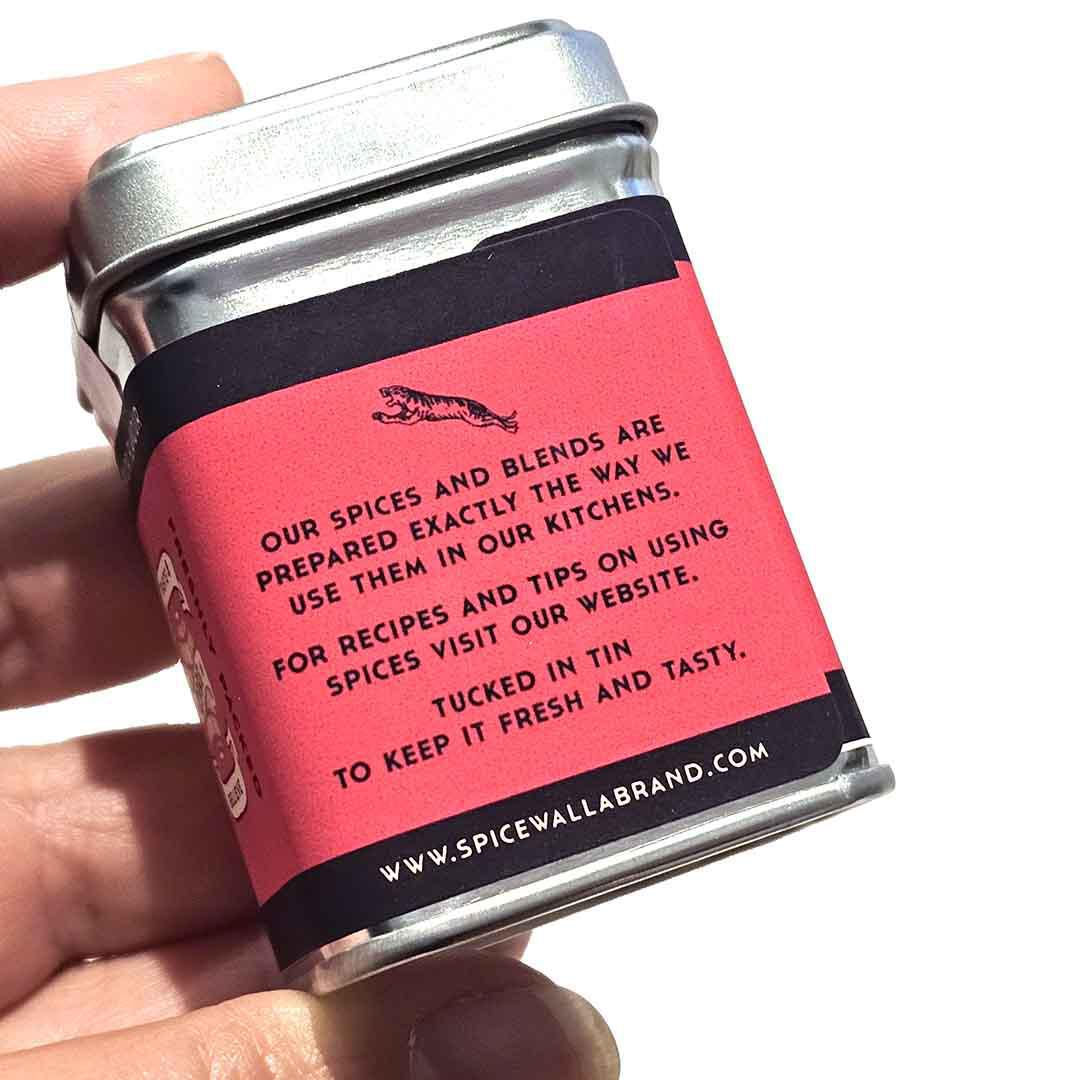 OUR SPICES AND BLENDS ARE
PREPARED EXACTLY THE WAY WE
USE THEM IN OUR KITCHENS.
FOR RECIPES AND TIPS ON USING
SPICES VISIT OUR WEBSITE.
TUCKED IN TIN
TO KEEP IT FRESH AND TASTY.
WWW.SPICEWALLABRAND.COM
PACKED